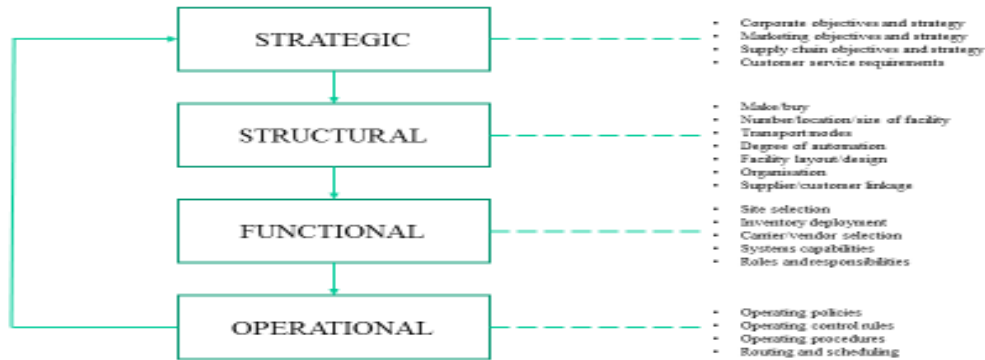 STRATEGIC
• Corporate objectives and strategy
• Marketing objectives and strategy
• Supply chain objectives and strategy
• Customer service requirements
STRUCTURAL
• Make/buy
• Number/location/size of facility
• Transport modes
• Degree of automation
• Facility layout/design
• Organisation
• Supplier/customer linkage
FUNCTIONAL
• Site selection
• Inventory deployment
• Carrier/vendor selection
• Systems capabilities
• Roles and responsibilities
OPERATIONAL
• Operating policies
• Operating control rules
• Operating procedures
• Routing and scheduling